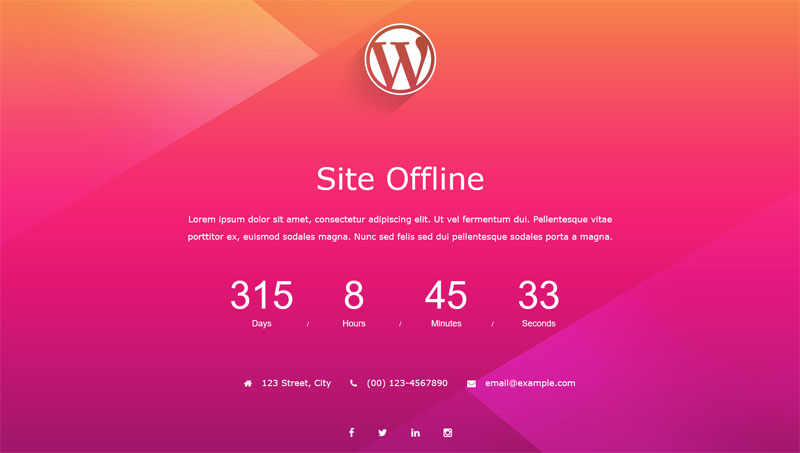 W
Site Offline
Lorem ipsum dolor sit amet, consectetur adipiscing elit. Ut vel fermentum dui. Pellentesque vitae
porttitor ex, euismod sodales magna. Nunc sed felis sed dui pellentesque sodales porta a magna.
315 8 45 33
Days / Hours / Minutes / Seconds
123 Street, City (00) 123-4567890 email@example.com